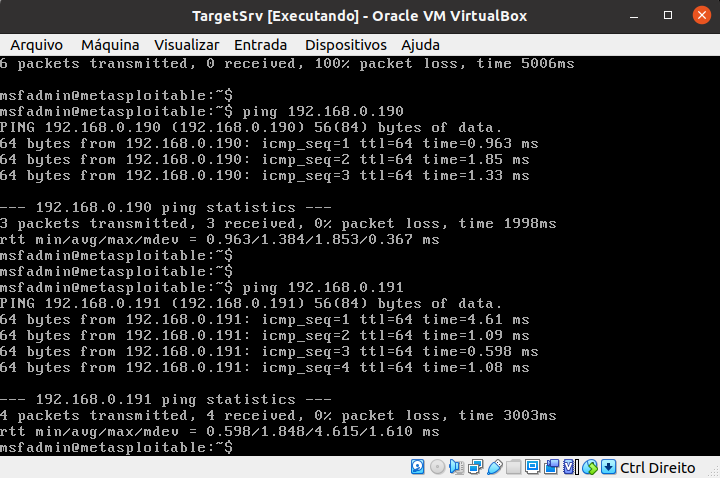 TargetSrv [Executando] - Oracle VM VirtualBox
Arquivo Máquina Visualizar Entrada Dispositivos Ajuda
6 packets transmitted, 0 received, 100% packet loss, time 5006ms
msfadmin@metasploitable:~$
msfadmin@metasploitable:~$ ping 192.168.0.190
PING 192.168.0.190 (192.168.0.190) 56(84) bytes of data.
64 bytes from 192.168.0.190: icmp_seq=1 ttl=64 time=0.963 ms
64 bytes from 192.168.0.190: icmp_seq=2 ttl=64 time=1.85 ms
64 bytes from 192.168.0.190: icmp_seq=3 ttl=64 time=1.33 ms
--- 192.168.0.190 ping statistics ---
3 packets transmitted, 3 received, 0% packet loss, time 1998ms
rtt min/avg/max/mdev = 0.963/1.384/1.853/0.367 ms
msfadmin@metasploitable:~$
msfadmin@metasploitable:~$
msfadmin@metasploitable:~$ ping 192.168.0.191
PING 192.168.0.191 (192.168.0.191) 56(84) bytes of data.
64 bytes from 192.168.0.191: icmp_seq=1 ttl=64 time=4.61 ms
64 bytes from 192.168.0.191: icmp_seq=2 ttl=64 time=1.09 ms
64 bytes from 192.168.0.191: icmp_seq=3 ttl=64 time=0.598 ms
64 bytes from 192.168.0.191: icmp_seq=4 ttl=64 time=1.08 ms
--- 192.168.0.191 ping statistics ---
4 packets transmitted, 4 received, 0% packet loss, time 3003ms
rtt min/avg/max/mdev = 0.598/1.848/4.615/1.610 ms
msfadmin@metasploitable:~$
Ctrl Direito